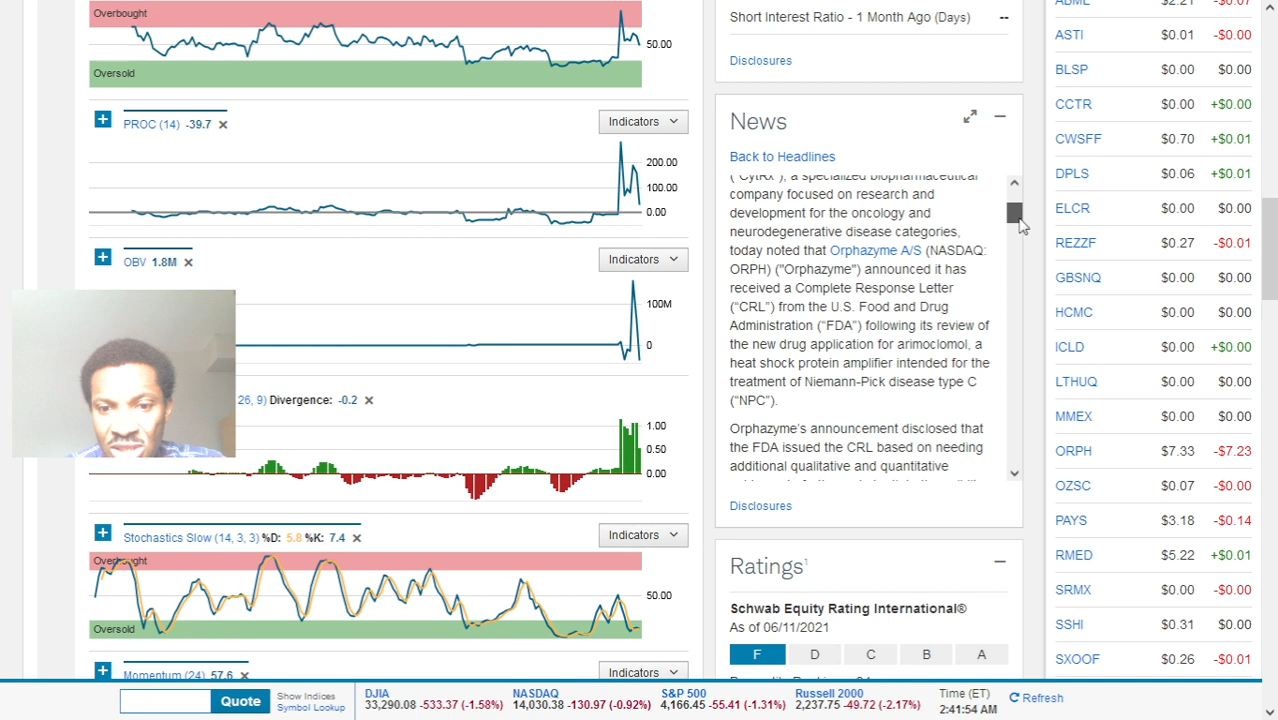 Overbought
50.00
Oversold
PROC (14) -39.7
Indicators
200.00
100.00
0.00
OBV 1.8M
Indicators
100M
0
26, 9) Divergence: -0.2
1.00
0.50
0.00
Stochastics Slow (14, 3, 3) %D: 5.8 %K: 7.4
Indicators
Overbought
50.00
Oversold
Momentum (24) 57.6
Indicators
Short Interest Ratio - 1 Month Ago (Days) --
Disclosures
News
Back to Headlines
("CytRx"), a specialized biopharmaceutical
company focused on research and
development for the oncology and
neurodegenerative disease categories,
today noted that Orphazyme A/S (NASDAQ:
ORPH) ("Orphazyme") announced it has
received a Complete Response Letter
(“CRL”) from the U.S. Food and Drug
Administration (“FDA”) following its review of
the new drug application for arimoclomol, a
heat shock protein amplifier intended for the
treatment of Niemann-Pick disease type C
(“NPC”).
Orphazyme’s announcement disclosed that
the FDA issued the CRL based on needing
additional qualitative and quantitative
Disclosures
Ratings¹
Schwab Equity Rating International®
As of 06/11/2021
F D C B A
ABML $2.21 -$0.07
ASTI $0.01 -$0.00
BLSP $0.00 $0.00
CCTR $0.00 +$0.00
CWSFF $0.70 +$0.01
DPLS $0.06 +$0.01
ELCR $0.00 $0.00
REZZF $0.27 -$0.01
GBSNQ $0.00 $0.00
HCMC $0.00 $0.00
ICLD $0.00 +$0.00
LTHUQ $0.00 $0.00
MMEX $0.00 $0.00
ORPH $7.33 -$7.23
OZSC $0.07 -$0.00
PAYS $3.18 -$0.14
RMED $5.22 +$0.01
SRMX $0.00 -$0.00
SSHI $0.31 $0.00
SXOOF $0.26 -$0.01
Quote
Show Indices
Symbol Lookup
DJIA
33,290.08 -533.37 (-1.58%)
NASDAQ
14,030.38 -130.97 (-0.92%)
S&P 500
4,166.45 -55.41 (-1.31%)
Russell 2000
2,237.75 -49.72 (-2.17%)
Time (ET)
2:41:54 AM
Refresh